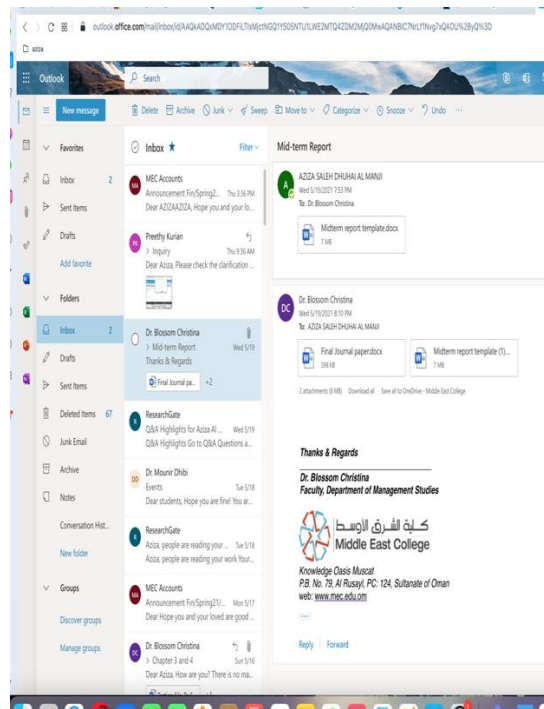 outlook.office.com/mail/inbox/id/
aziza
Outlook
Search
New message
Delete Archive Junk Sweep Move to Categorize Snooze Undo
Favorites
Inbox 2
Sent Items
Drafts
Add favorite
Folders
Inbox 2
Drafts
Sent Items
Deleted Items 67
Junk Email
Archive
Notes
Conversation Hist...
New folder
Groups
Discover groups
Manage groups
Inbox ★ Filter
MEC Accounts
Announcement Fin/Spring2... Thu 3:36 PM
Dear AZIZAAZIZA, Hope you and your lo...
Preethy Kurian
> Inquiry Thu 9:36 AM
Dear Aziza, Please check the clarification ...
Dr. Blossom Christina
> Mid-term Report Wed 5/19
Thanks & Regards
Final Journal pa... +2
ResearchGate
Q&A Highlights for Aziza Al ... Wed 5/19
Q&A Highlights Go to Q&A Questions a...
Dr. Mounir Dhibi
Events Tue 5/18
Dear students, Hope you are fine! You ar...
ResearchGate
Aziza, people are reading your ... Tue 5/18
Aziza, people are reading your work Your...
MEC Accounts
Announcement Fin/Spring21/... Mon 5/17
Dear Hope you and your loved are good ...
Dr. Blossom Christina
> Chapter 3 and 4 Sun 5/16
Dear Aziza, How are you? There is no ma...
Mid-term Report
AZIZA SALEH DHUHAI AL MANJI
Wed 5/19/2021 7:53 PM
To: Dr. Blossom Christina
Midterm report template.docx
7 MB
Dr. Blossom Christina
Wed 5/19/2021 8:10 PM
To: AZIZA SALEH DHUHAI AL MANJI
Final Journal paper.docx
598 KB
Midterm report template (1)....
7 MB
2 attachments (8 MB) Download all Save all to OneDrive - Middle East College
Thanks & Regards
Dr. Blossom Christina
Faculty, Department of Management Studies
كلية الشرق الأوسط
Middle East College
Knowledge Oasis Muscat
P.B. No. 79, Al Rusayl, PC: 124, Sultanate of Oman
web: www.mec.edu.om
Reply Forward